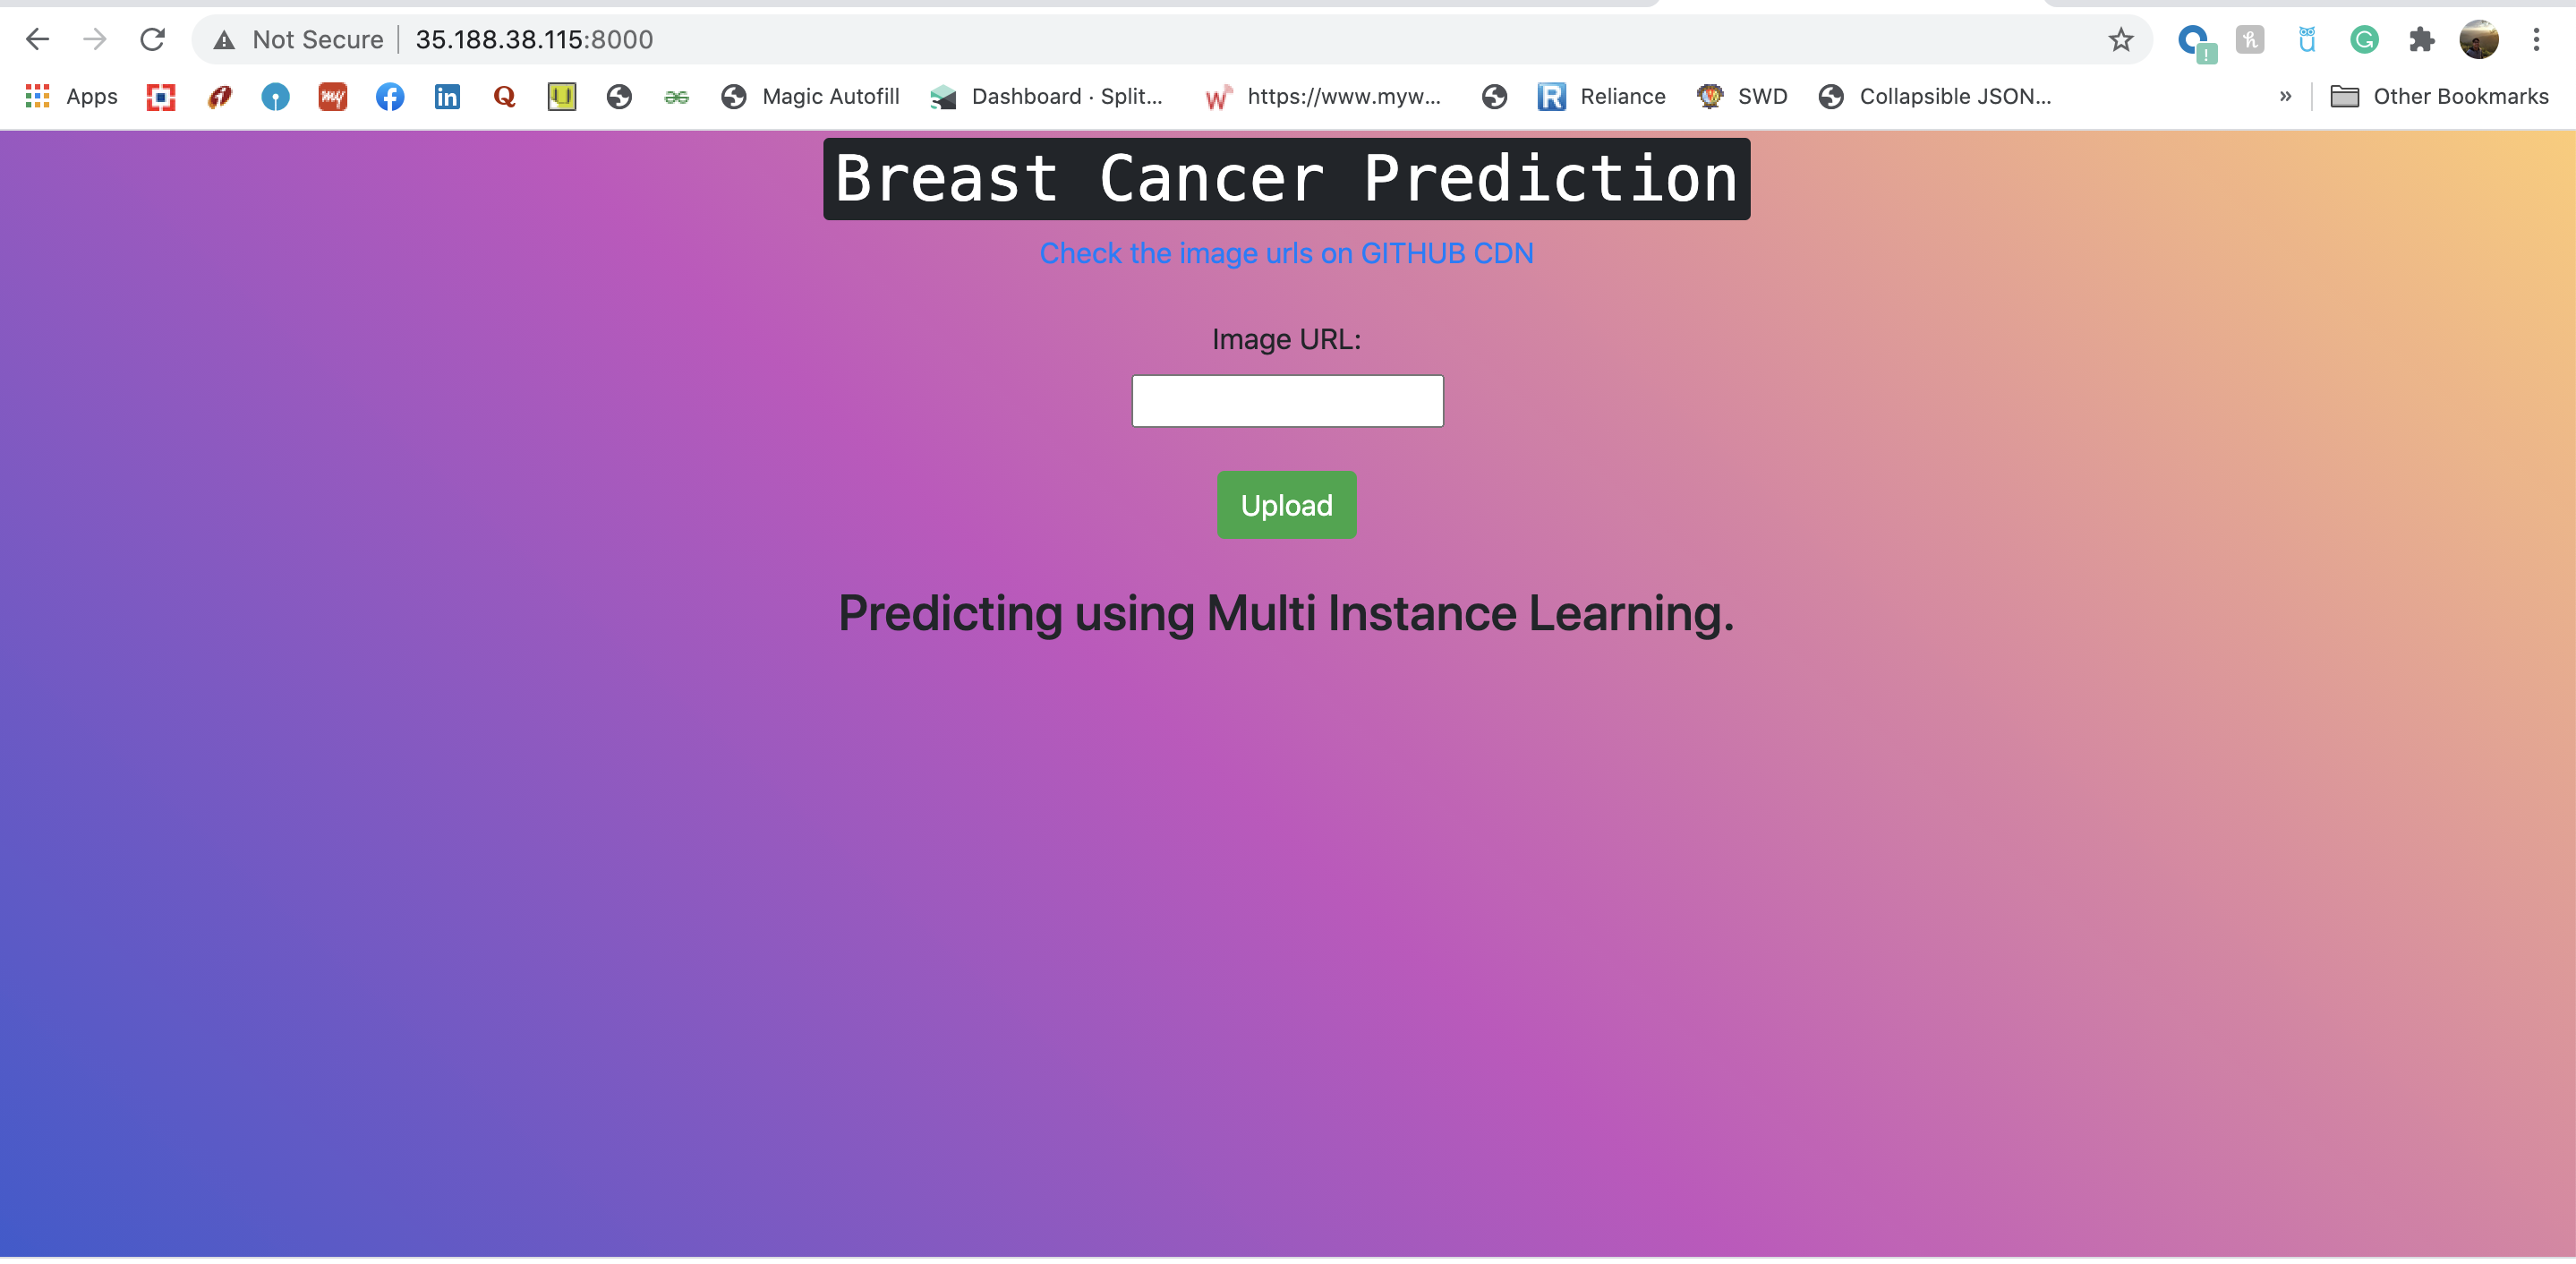 Not Secure 35.188.38.115:8000
Apps my in Q Magic Autofill Dashboard · Split... https://www.myw... R Reliance SWD Collapsible JSON... » Other Bookmarks
Breast Cancer Prediction
Check the image urls on GITHUB CDN
Image URL:
Upload
Predicting using Multi Instance Learning.